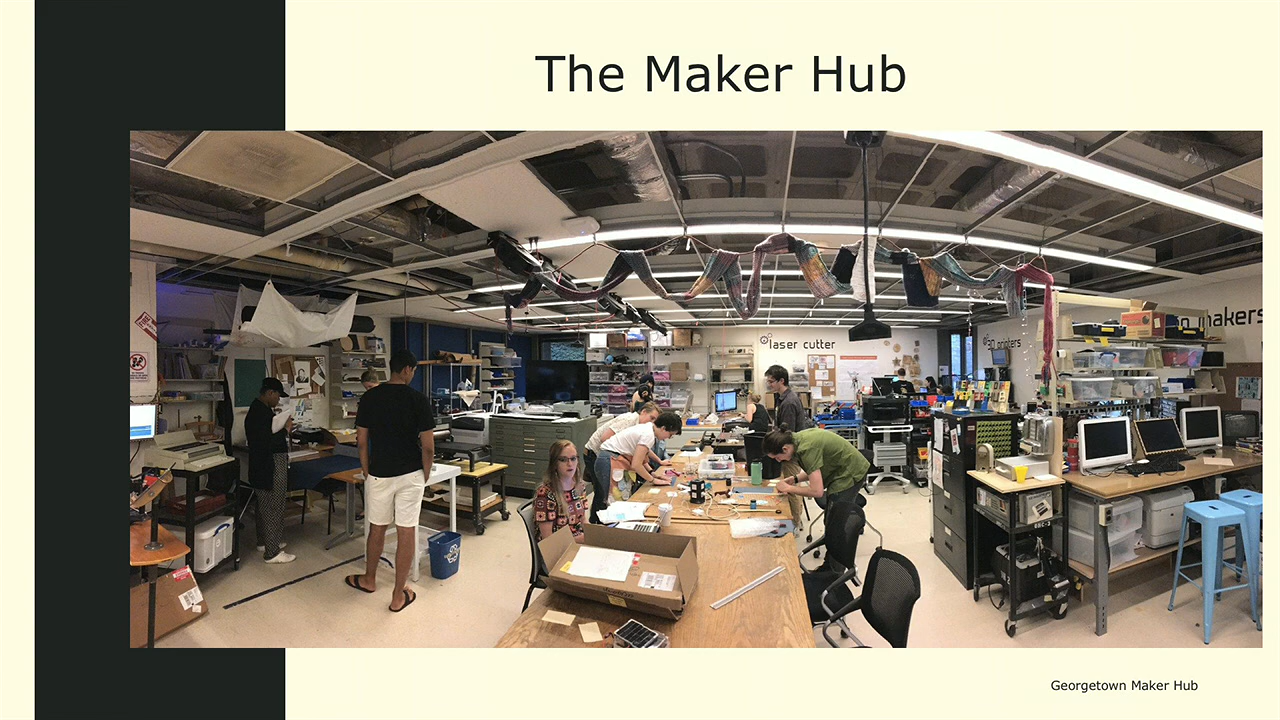 The Maker Hub
laser cutter
3D printers
makers
Georgetown Maker Hub